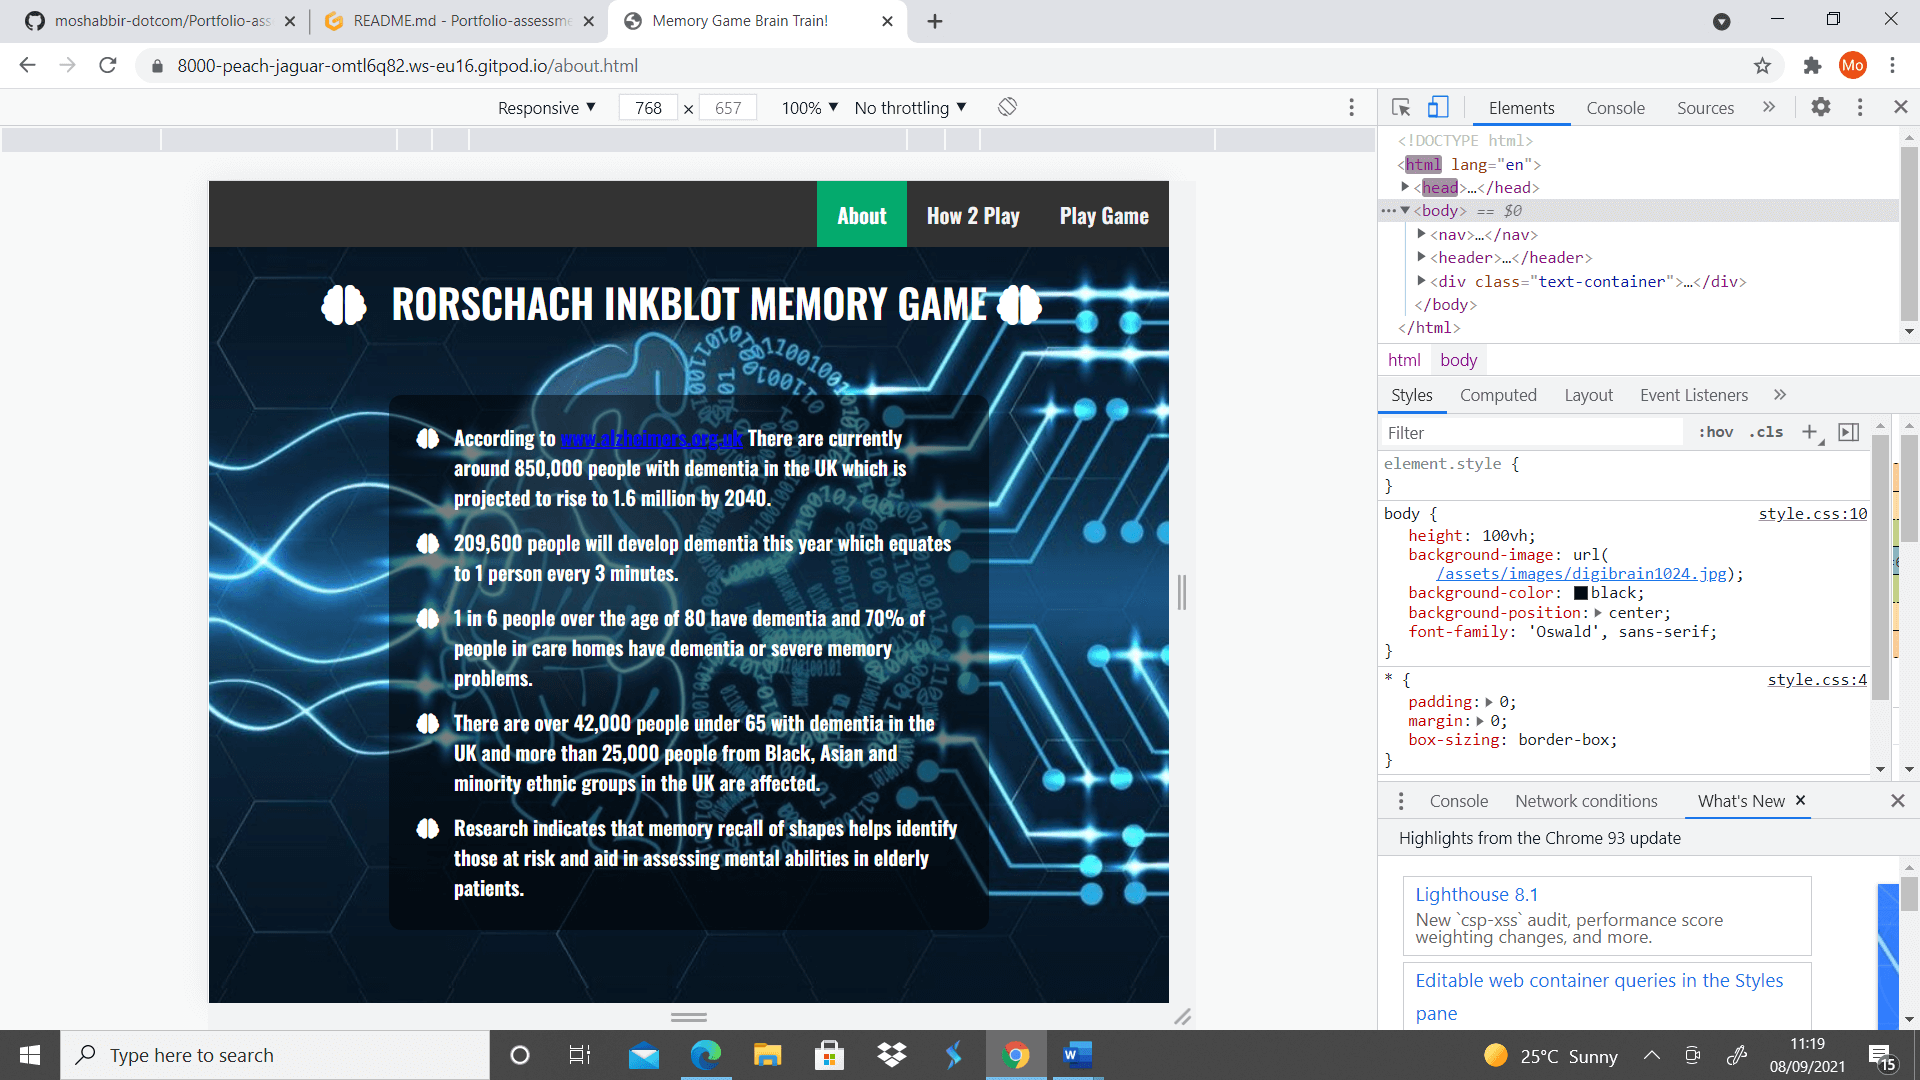 moshabbir-dotcom/Portfolio-ass
README.md - Portfolio-assessme
Memory Game Brain Train!
8000-peach-jaguar-omtl6q82.ws-eu16.gitpod.io/about.html
Mo
Responsive 768 × 657 100% No throttling
Elements Console Sources
<!DOCTYPE html>
<html lang="en">
<head>…</head>
<body> == $0
<nav>…</nav>
<header>…</header>
<div class="text-container">…</div>
</body>
</html>
html body
Styles Computed Layout Event Listeners
Filter :hov .cls
element.style {
}
body { style.css:10
height: 100vh;
background-image: url(
/assets/images/digibrain1024.jpg);
background-color: black;
background-position: center;
font-family: 'Oswald', sans-serif;
}
* { style.css:4
padding: 0;
margin: 0;
box-sizing: border-box;
}
Console Network conditions What's New
Highlights from the Chrome 93 update
Lighthouse 8.1
New `csp-xss` audit, performance score
weighting changes, and more.
Editable web container queries in the Styles
pane
About How 2 Play Play Game
RORSCHACH INKBLOT MEMORY GAME
According to www.alzheimers.org.uk There are currently
around 850,000 people with dementia in the UK which is
projected to rise to 1.6 million by 2040.
209,600 people will develop dementia this year which equates
to 1 person every 3 minutes.
1 in 6 people over the age of 80 have dementia and 70% of
people in care homes have dementia or severe memory
problems.
There are over 42,000 people under 65 with dementia in the
UK and more than 25,000 people from Black, Asian and
minority ethnic groups in the UK are affected.
Research indicates that memory recall of shapes helps identify
those at risk and aid in assessing mental abilities in elderly
patients.
Type here to search
25°C Sunny
11:19
08/09/2021
15